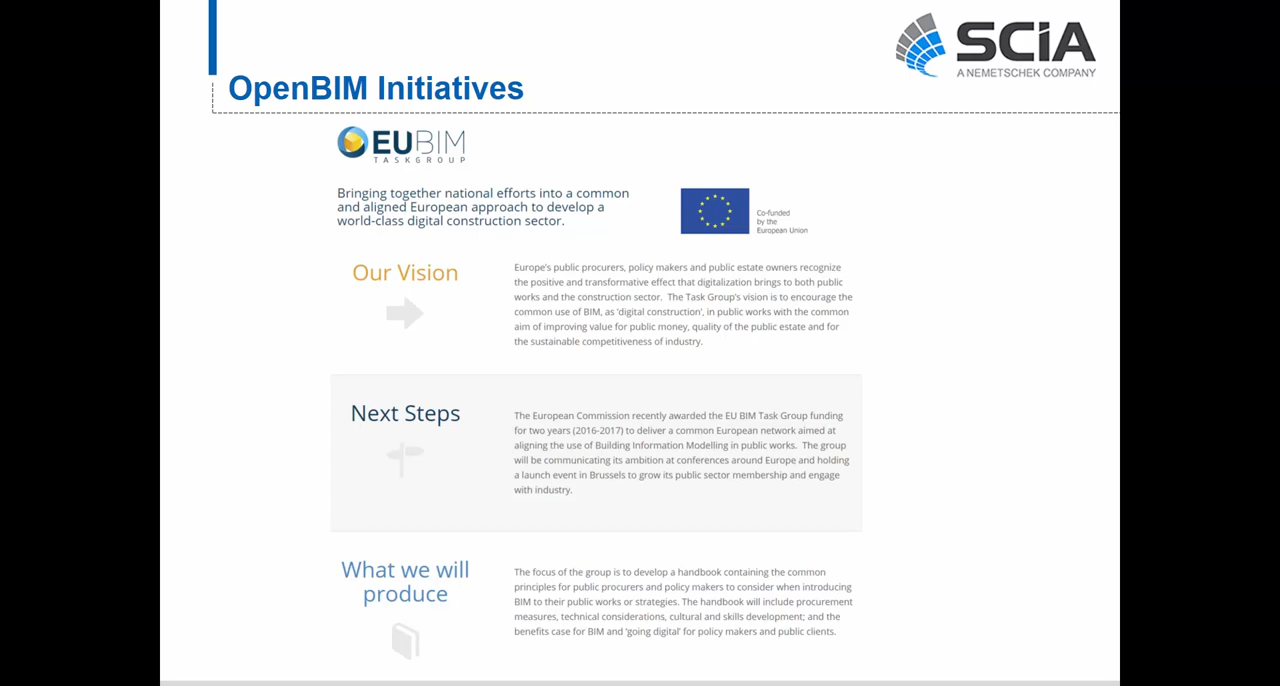 SCIA
A NEMETSCHEK COMPANY
OpenBIM Initiatives
EUBIM
TASKGROUP
Bringing together national efforts into a common
and aligned European approach to develop a
world-class digital construction sector.
Co-funded
by the
European Union
Our Vision
Europe's public procurers, policy makers and public estate owners recognize
the positive and transformative effect that digitalization brings to both public
works and the construction sector. The Task Group's vision is to encourage the
common use of BIM, as 'digital construction', in public works with the common
aim of improving value for public money, quality of the public estate and for
the sustainable competitiveness of industry.
Next Steps
The European Commission recently awarded the EU BIM Task Group funding
for two years (2016-2017) to deliver a common European network aimed at
aligning the use of Building Information Modelling in public works. The group
will be communicating its ambition at conferences around Europe and holding
a launch event in Brussels to grow its public sector membership and engage
with industry.
What we will
produce
The focus of the group is to develop a handbook containing the common
principles for public procurers and policy makers to consider when introducing
BIM to their public works or strategies. The handbook will include procurement
measures, technical considerations, cultural and skills development; and the
benefits case for BIM and 'going digital' for policy makers and public clients.